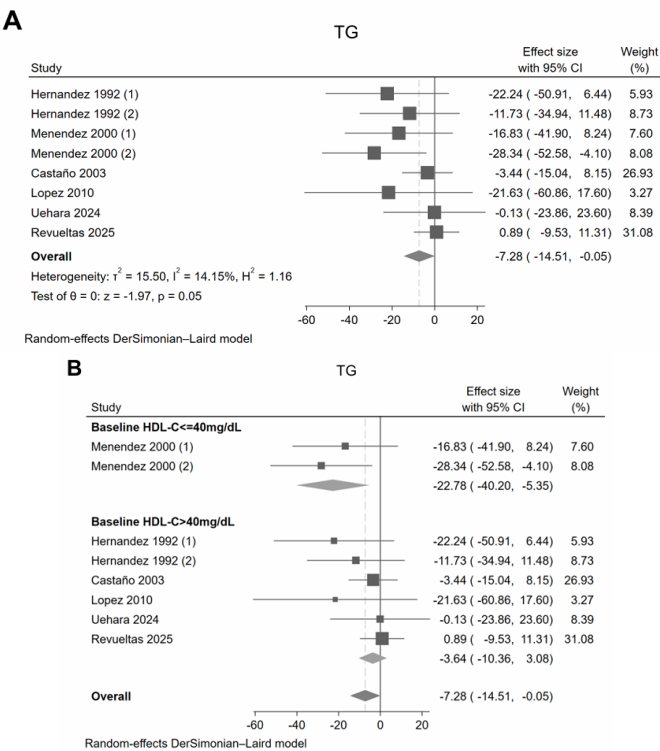 A
TG
Effect size Weight
Study with 95% CI (%)
Hernandez 1992 (1) -22.24 ( -50.91, 6.44) 5.93
Hernandez 1992 (2) -11.73 ( -34.94, 11.48) 8.73
Menendez 2000 (1) -16.83 ( -41.90, 8.24) 7.60
Menendez 2000 (2) -28.34 ( -52.58, -4.10) 8.08
Castaño 2003 -3.44 ( -15.04, 8.15) 26.93
Lopez 2010 -21.63 ( -60.86, 17.60) 3.27
Uehara 2024 -0.13 ( -23.86, 23.60) 8.39
Revueltas 2025 0.89 ( -9.53, 11.31) 31.08
Overall -7.28 ( -14.51, -0.05)
Heterogeneity: τ² = 15.50, I² = 14.15%, H² = 1.16
Test of θ = 0: z = -1.97, p = 0.05
-60 -40 -20 0 20
Random-effects DerSimonian–Laird model
B
TG
Effect size Weight
Study with 95% CI (%)
Baseline HDL-C<=40mg/dL
Menendez 2000 (1) -16.83 ( -41.90, 8.24) 7.60
Menendez 2000 (2) -28.34 ( -52.58, -4.10) 8.08
-22.78 ( -40.20, -5.35)
Baseline HDL-C>40mg/dL
Hernandez 1992 (1) -22.24 ( -50.91, 6.44) 5.93
Hernandez 1992 (2) -11.73 ( -34.94, 11.48) 8.73
Castaño 2003 -3.44 ( -15.04, 8.15) 26.93
Lopez 2010 -21.63 ( -60.86, 17.60) 3.27
Uehara 2024 -0.13 ( -23.86, 23.60) 8.39
Revueltas 2025 0.89 ( -9.53, 11.31) 31.08
-3.64 ( -10.36, 3.08)
Overall -7.28 ( -14.51, -0.05)
-60 -40 -20 0 20
Random-effects DerSimonian–Laird model